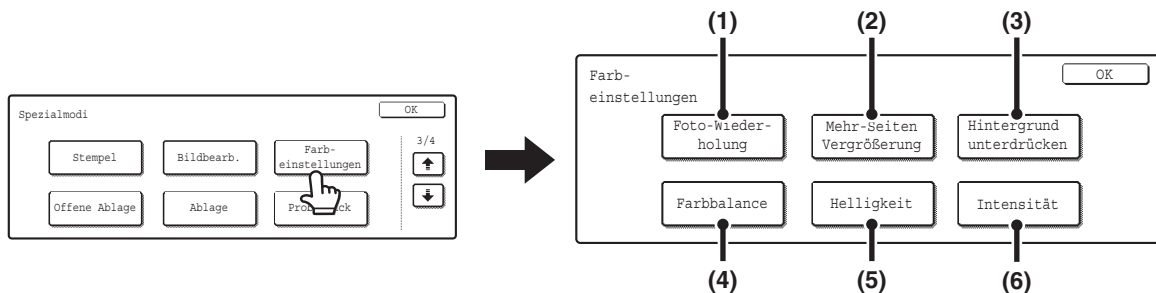 (1) (2) (3)
Spezialmodi
OK
Stempel
Bildbearb.
Farb-
einstellungen
3/4
Offene Ablage
Ablage
Farb-
einstellungen
OK
Foto-Wieder-
holung
Mehr-Seiten
Vergrößerung
Hintergrund
unterdrücken
Farbbalance
Helligkeit
Intensität
(4) (5) (6)